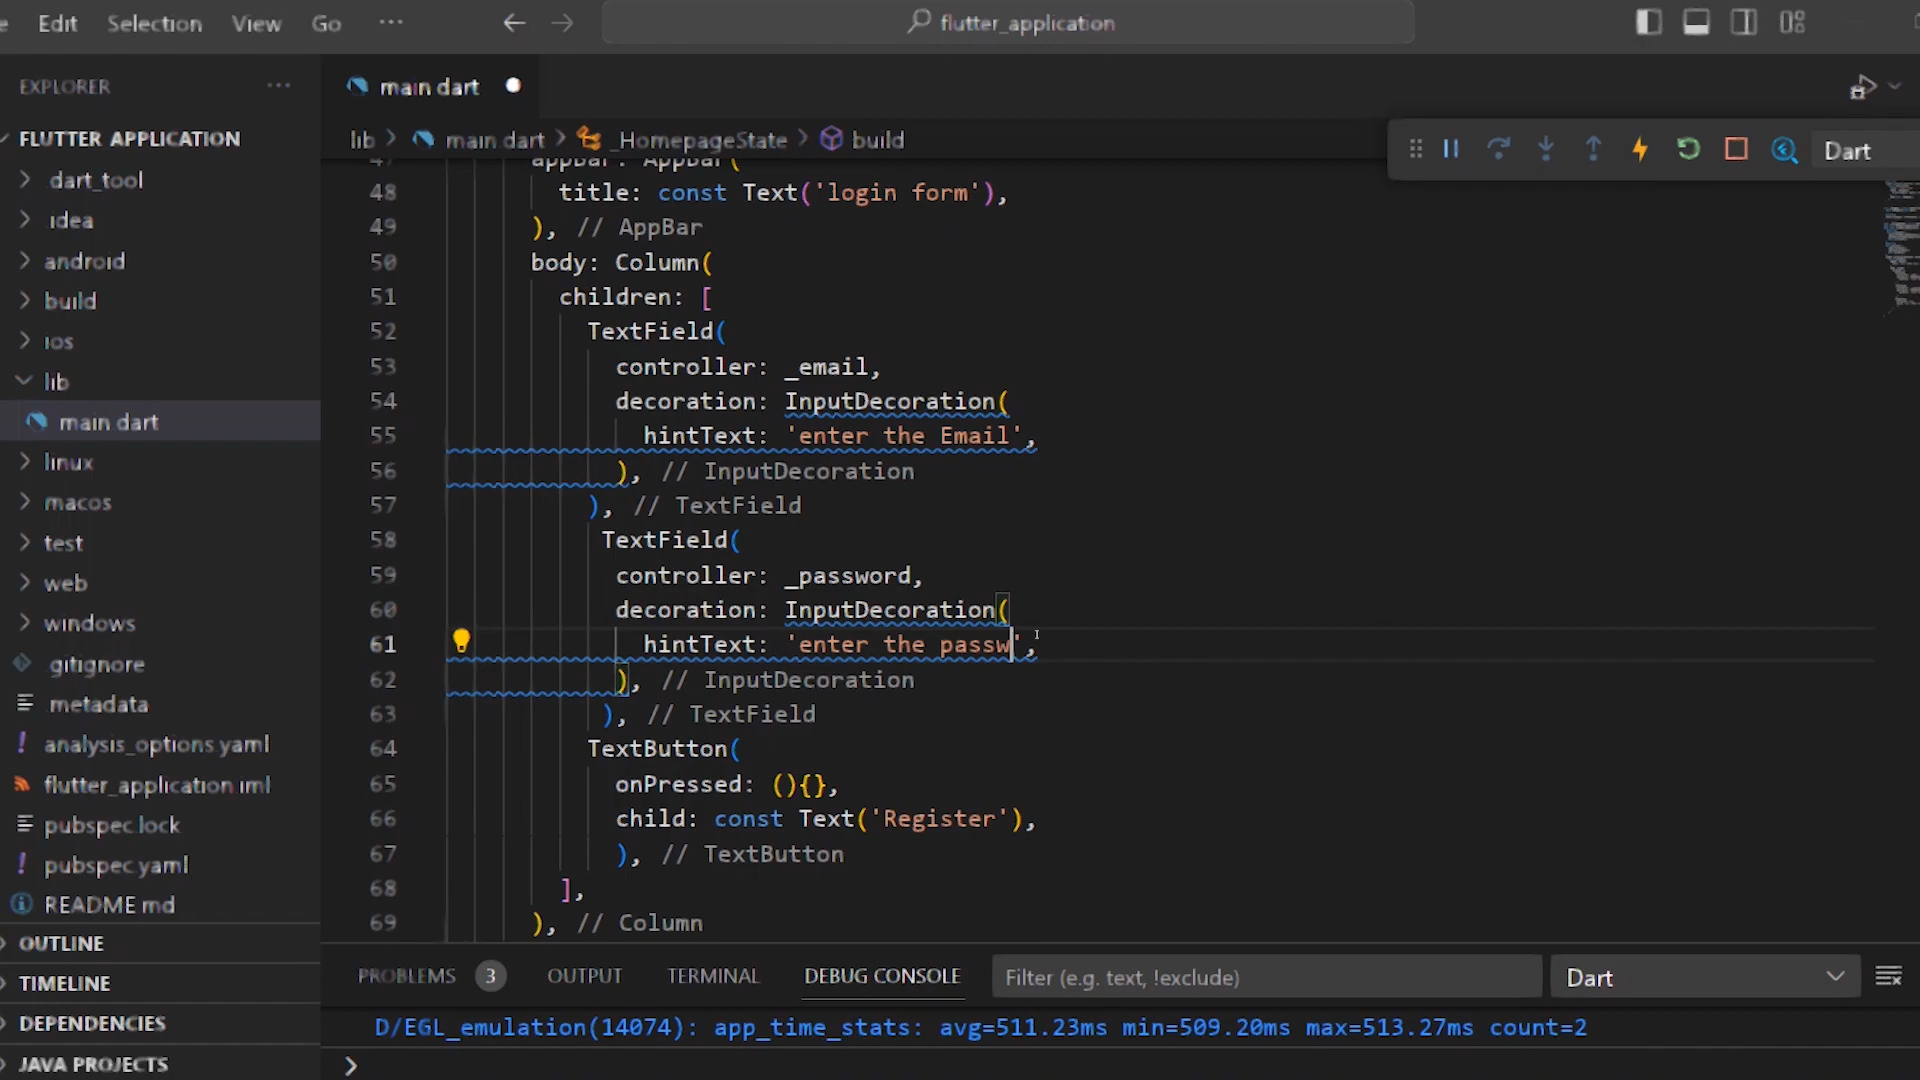 Edit Selection View Go ···
flutter_application
EXPLORER ···
main dart
FLUTTER APPLICATION
lib > main dart > _HomepageState > build
Dart
.dart_tool
.idea
android
build
ios
lib
main dart
linux
macos
test
web
windows
.gitignore
.metadata
analysis_options yaml
flutter_application iml
pubspec lock
pubspec yaml
README md
OUTLINE
TIMELINE
DEPENDENCIES
JAVA PROJECTS
47 appBar: AppBar(
48 title: const Text('login form'),
49 ), // AppBar
50 body: Column(
51 children: [
52 TextField(
53 controller: _email,
54 decoration: InputDecoration(
55 hintText: 'enter the Email',
56 ), // InputDecoration
57 ), // TextField
58 TextField(
59 controller: _password,
60 decoration: InputDecoration(
61 hintText: 'enter the passw',
62 ), // InputDecoration
63 ), // TextField
64 TextButton(
65 onPressed: (){},
66 child: const Text('Register'),
67 ), // TextButton
68 ],
69 ), // Column
PROBLEMS 3 OUTPUT TERMINAL DEBUG CONSOLE Filter (e.g. text, !exclude) Dart
D/EGL_emulation(14074): app_time_stats: avg=511.23ms min=509.20ms max=513.27ms count=2